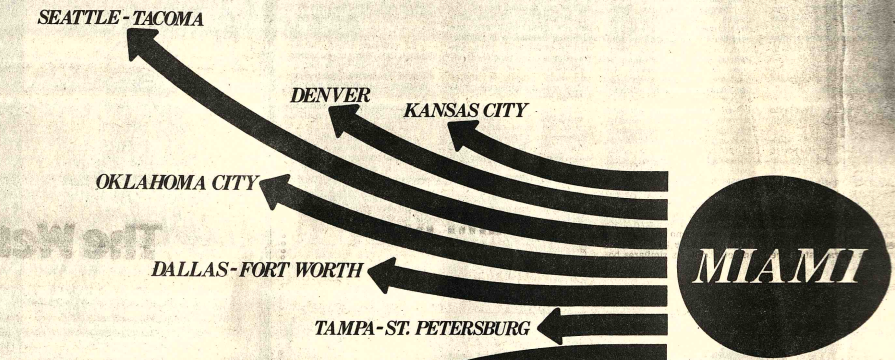 SEATTLE-TACOMA
DENVER
KANSAS CITY
OKLAHOMA CITY
MIAMI
DALLAS-FORT WORTH
TAMPA-ST. PETERSBURG